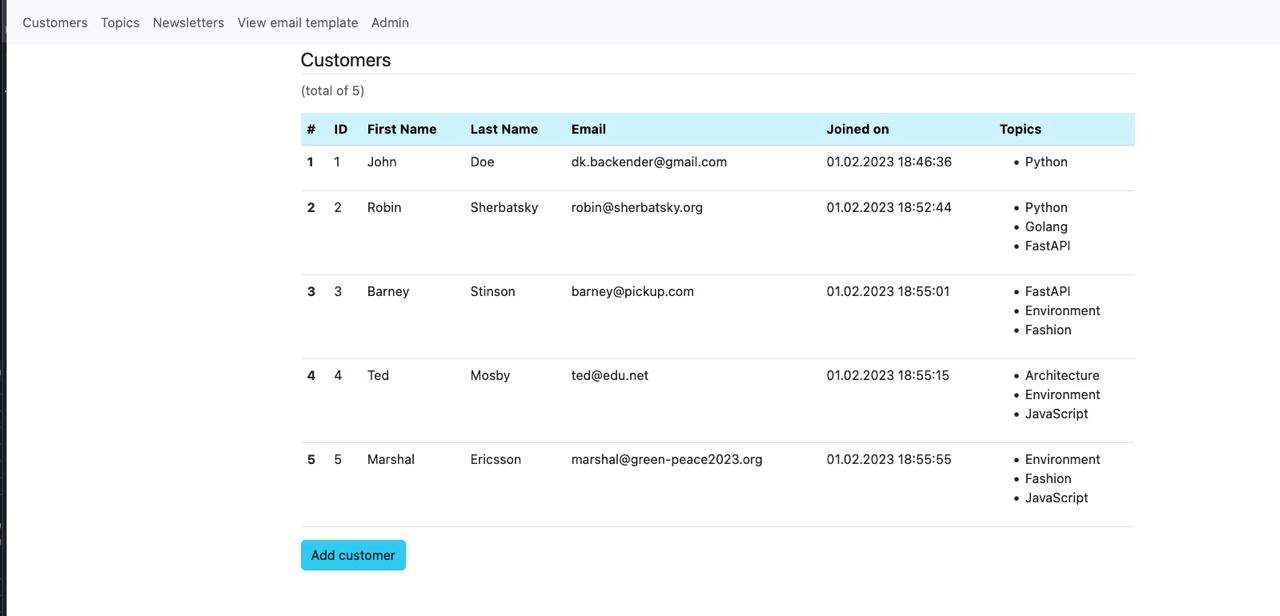 Customers Topics Newsletters View email template Admin
Customers
(total of 5)
# ID First Name Last Name Email Joined on Topics
1 1 John Doe dk.backender@gmail.com 01.02.2023 18:46:36 • Python
2 2 Robin Sherbatsky robin@sherbatsky.org 01.02.2023 18:52:44 • Python
• Golang
• FastAPI
3 3 Barney Stinson barney@pickup.com 01.02.2023 18:55:01 • FastAPI
• Environment
• Fashion
4 4 Ted Mosby ted@edu.net 01.02.2023 18:55:15 • Architecture
• Environment
• JavaScript
5 5 Marshal Ericsson marshal@green-peace2023.org 01.02.2023 18:55:55 • Environment
• Fashion
• JavaScript
Add customer